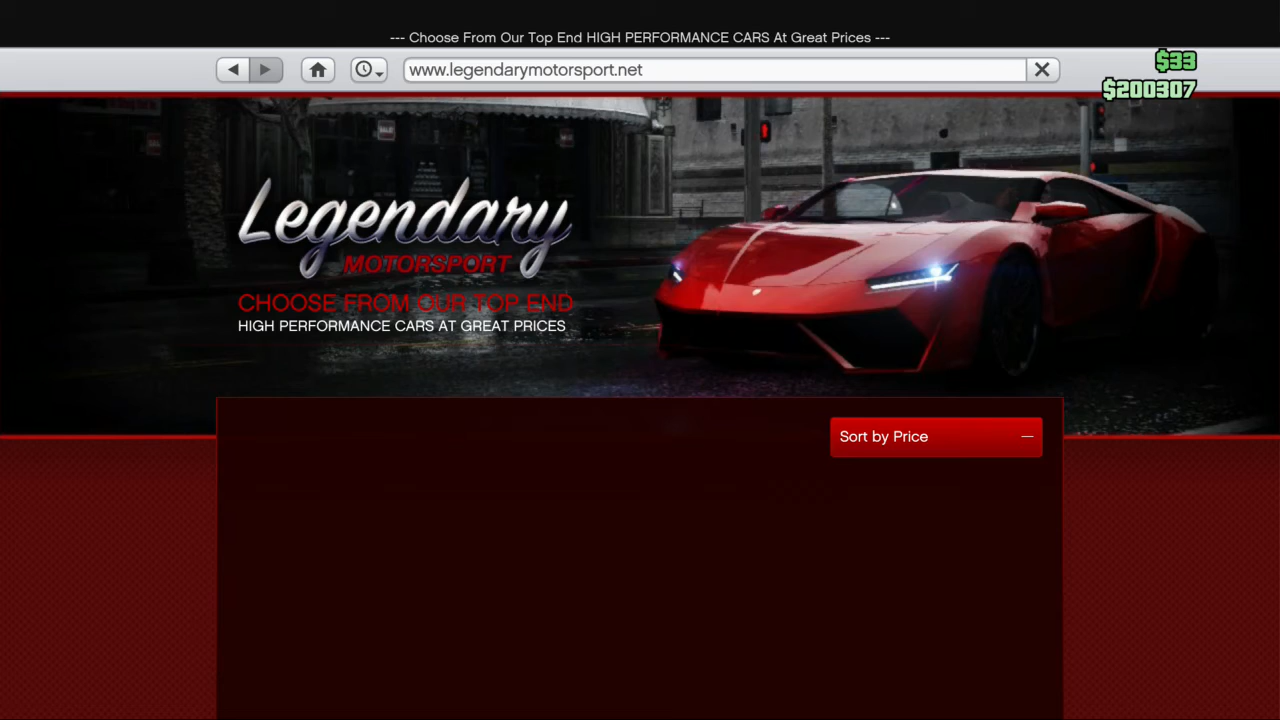 --- Choose From Our Top End HIGH PERFORMANCE CARS At Great Prices ---
www.legendarymotorsport.net
$33
$200307
Legendary
MOTORSPORT
CHOOSE FROM OUR TOP END
HIGH PERFORMANCE CARS AT GREAT PRICES
Sort by Price